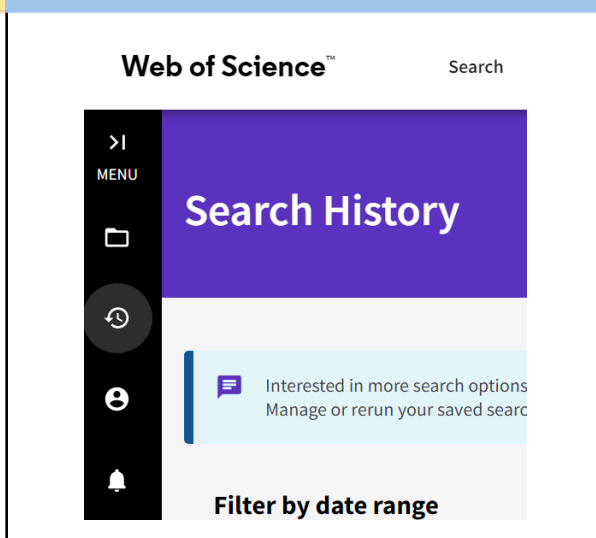 Web of Science™
Search
MENU
Search History
Interested in more search options
Manage or rerun your saved searc
Filter by date range